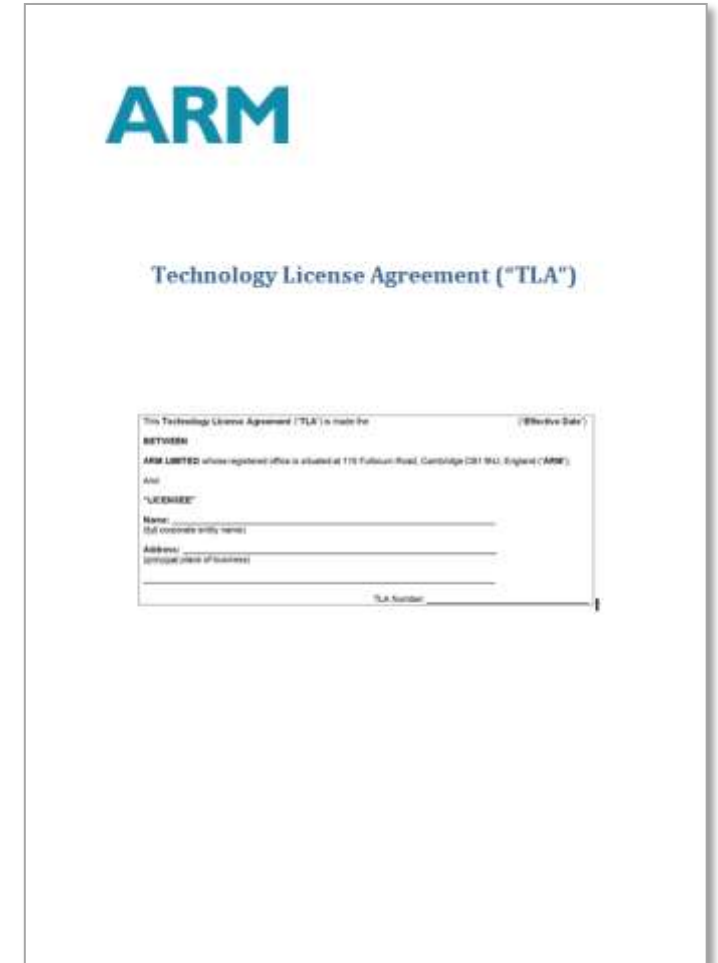 ARM
Technology License Agreement (“TLA”)
This Technology License Agreement ("TLA") is made the ("Effective Date")
BETWEEN
ARM LIMITED whose registered office is situated at 110 Fulbourn Road, Cambridge CB1 9NJ, England ("ARM")
And
"LICENSEE"
Name:
(full corporate entity name)
Address:
(principal place of business)
TLA Number: